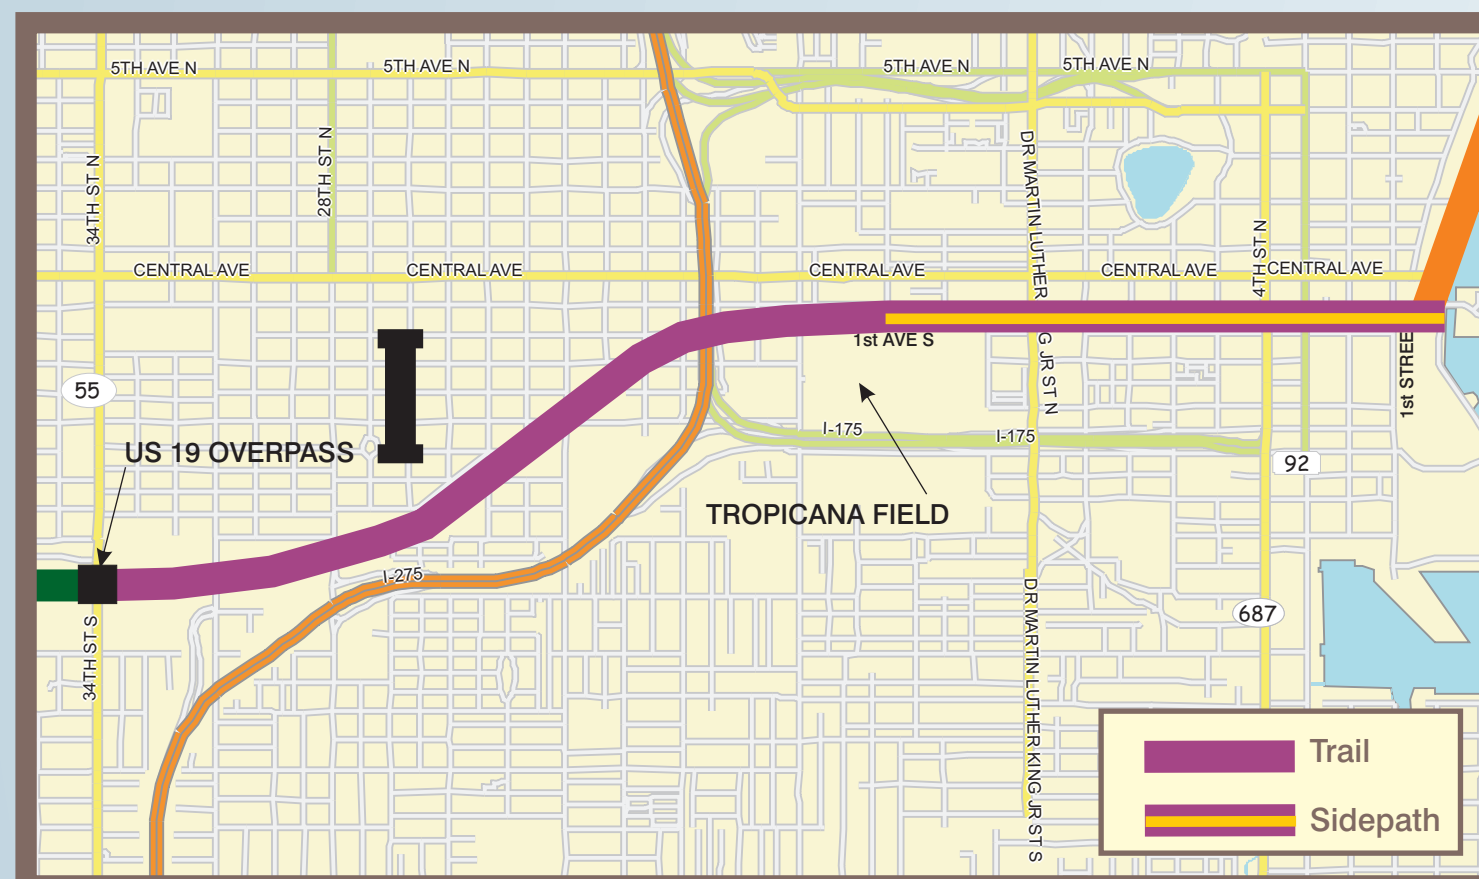 5TH AVE N
5TH AVE N
5TH AVE N
5TH AVE N
34TH ST N
28TH ST N
DR MARTIN LUTHER
G JR ST N
4TH ST N
CENTRAL AVE
CENTRAL AVE
CENTRAL AVE
CENTRAL AVE
CENTRAL AVE
1st AVE S
1st STREE
55
US 19 OVERPASS
I-175
I-175
92
TROPICANA FIELD
I-275
34TH ST S
DR MARTIN LUTHER KING JR ST S
687
Trail
Sidepath
I